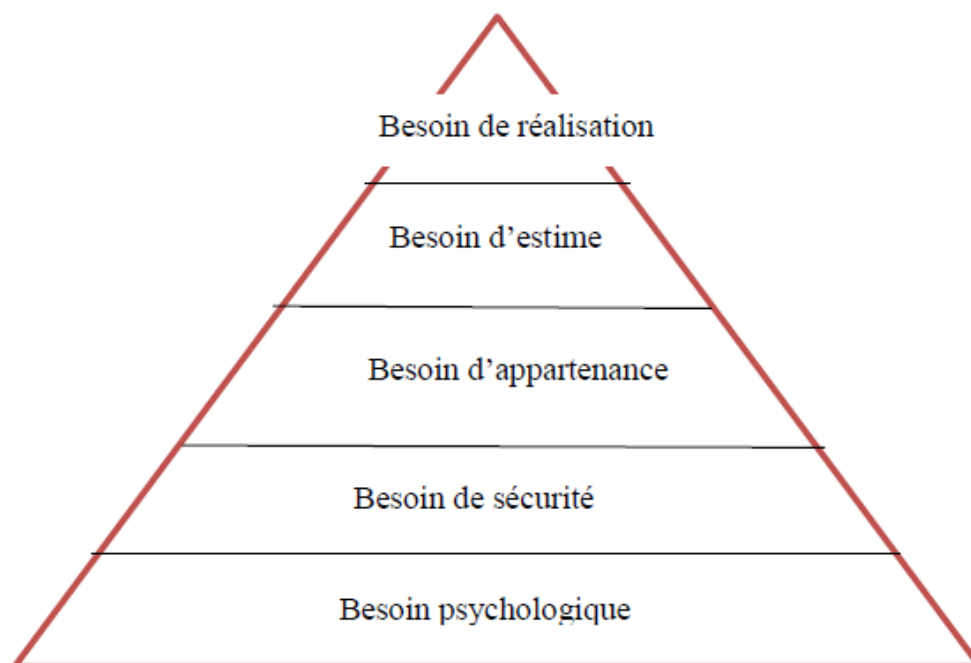 Besoin de réalisation
Besoin d’estime
Besoin d’appartenance
Besoin de sécurité
Besoin psychologique